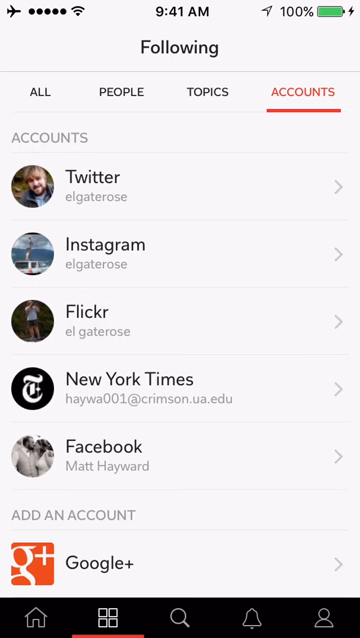 9:41 AM
100%
Following
ALL
PEOPLE
TOPICS
ACCOUNTS
ACCOUNTS
Twitter
elgaterose
Instagram
elgaterose
Flickr
el gaterose
T
New York Times
haywa001@crimson.ua.edu
Facebook
Matt Hayward
ADD AN ACCOUNT
g+
Google+